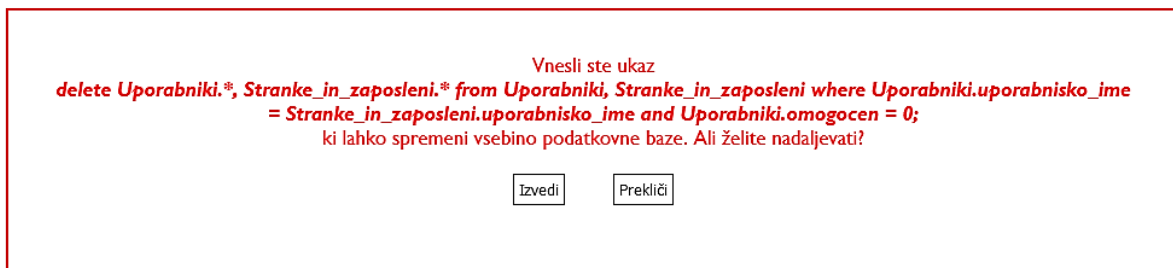 Vnesli ste ukaz
delete Uporabniki.*, Stranke_in_zaposleni.* from Uporabniki, Stranke_in_zaposleni where Uporabniki.uporabnisko_ime
= Stranke_in_zaposleni.uporabnisko_ime and Uporabniki.omogocen = 0;
ki lahko spremeni vsebino podatkovne baze. Ali želite nadaljevati?
Izvedi Prekliči